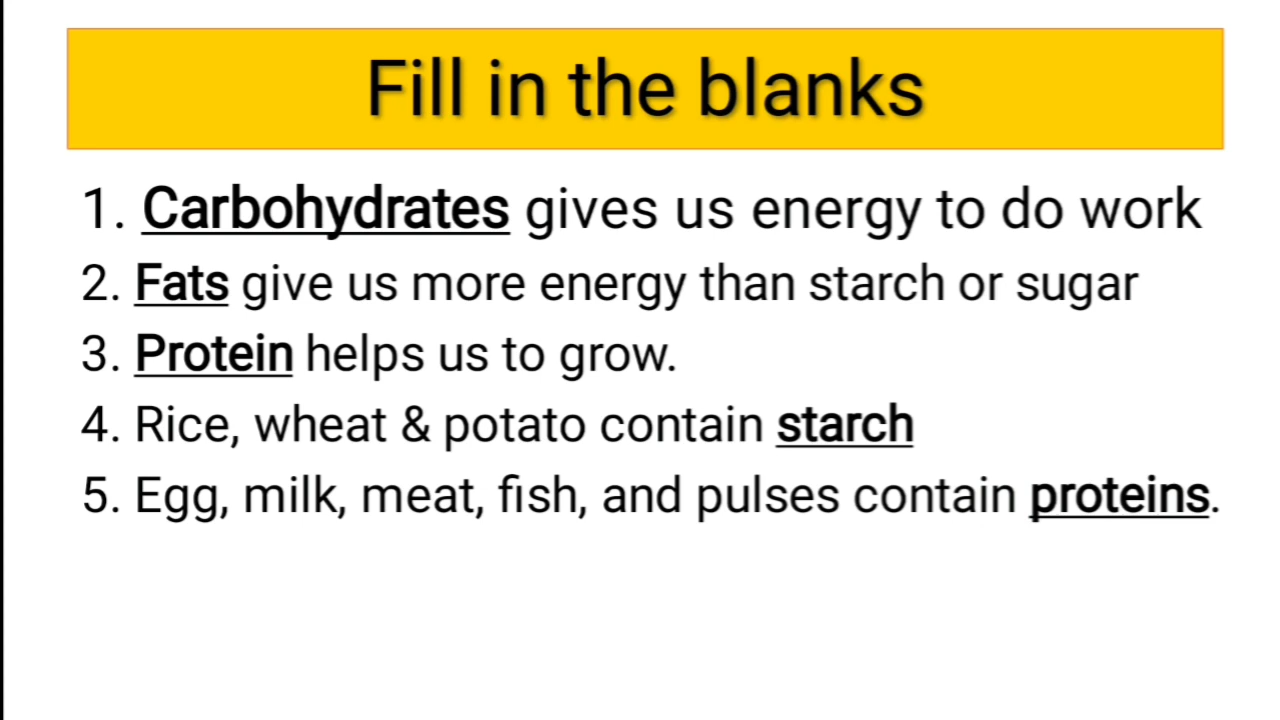 Fill in the blanks
1. Carbohydrates gives us energy to do work
2. Fats give us more energy than starch or sugar
3. Protein helps us to grow.
4. Rice, wheat & potato contain starch
5. Egg, milk, meat, fish, and pulses contain proteins.